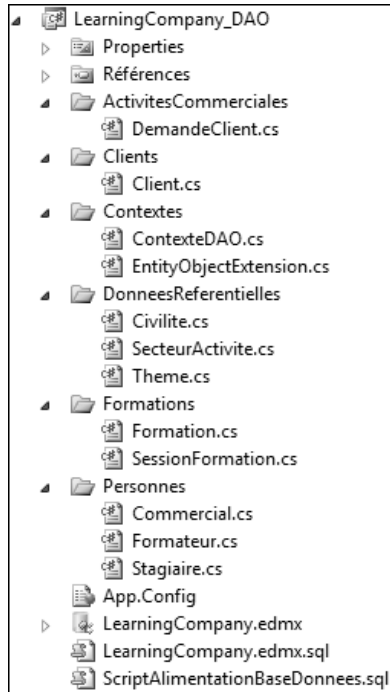 LearningCompany_DAO
Properties
Références
ActivitesCommerciales
DemandeClient.cs
Clients
Client.cs
Contextes
ContexteDAO.cs
EntityObjectExtension.cs
DonneesReferentielles
Civilite.cs
SecteurActivite.cs
Theme.cs
Formations
Formation.cs
SessionFormation.cs
Personnes
Commercial.cs
Formateur.cs
Stagiaire.cs
App.Config
LearningCompany.edmx
LearningCompany.edmx.sql
ScriptAlimentationBaseDonnees.sql